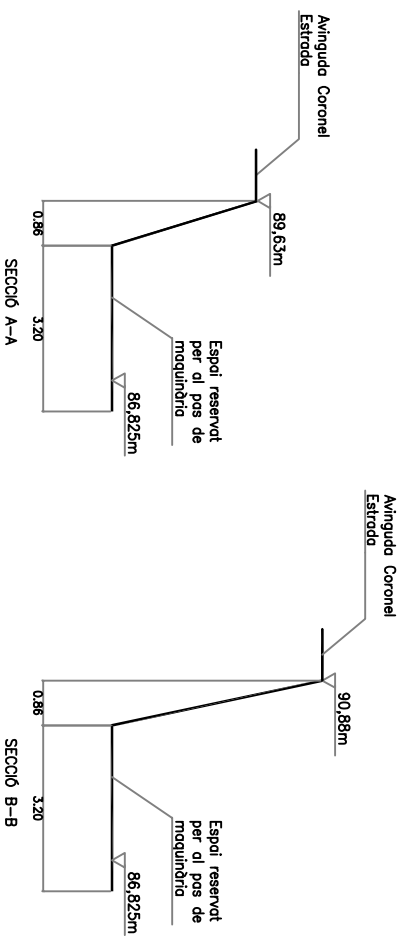 Avinguda Coronel
Estrada
89,63m
Espai reservat
per al pas de
maquinària
86,825m
0.86
3.20
SECCIÓ A-A
Avinguda Coronel
Estrada
90,88m
Espai reservat
per al pas de
maquinària
86,825m
0.86
3.20
SECCIÓ B-B